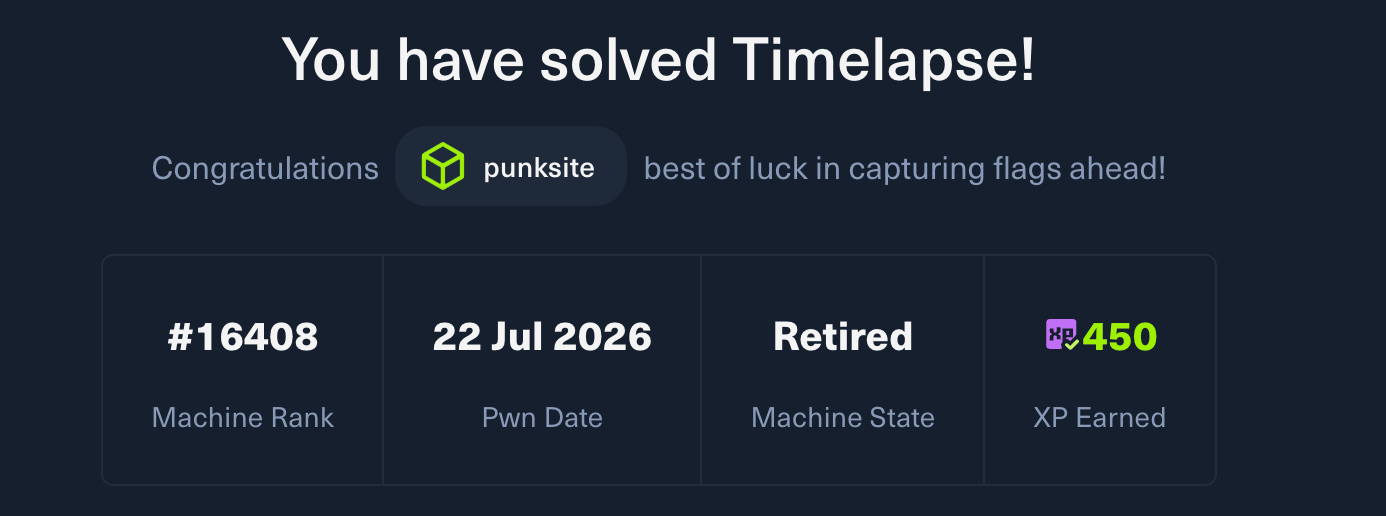 You have solved Timelapse!
Congratulations punksite best of luck in capturing flags ahead!
#16408 22 Jul 2026 Retired XP 450
Machine Rank Pwn Date Machine State XP Earned